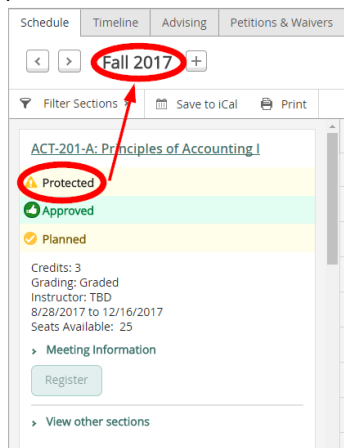 Schedule Timeline Advising Petitions & Waivers
< > Fall 2017 +
Filter Sections Save to iCal Print
ACT-201-A: Principles of Accounting I
Protected
Approved
Planned
Credits: 3
Grading: Graded
Instructor: TBD
8/28/2017 to 12/16/2017
Seats Available: 25
› Meeting Information
Register
› View other sections